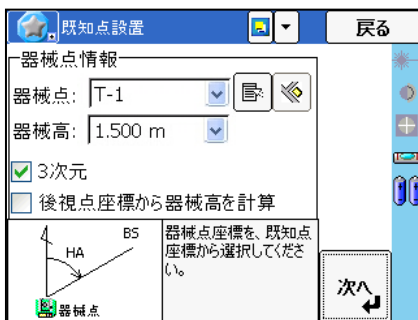 既知点設置
戻る
器械点情報
器械点: T-1
器械高: 1.500 m
3次元
後視点座標から器械高を計算
BS
HA
器械点
器械点座標を、既知点
座標から選択してくださ
い。
次へ